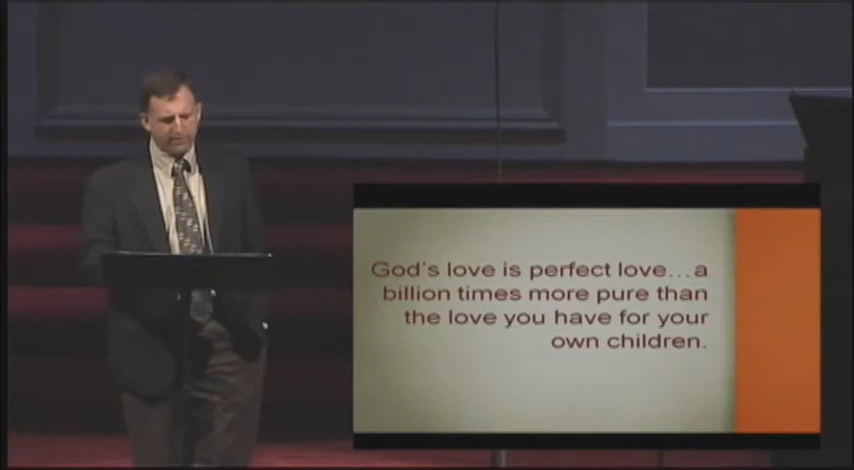 God's love is perfect love...a
billion times more pure than
the love you have for your
own children.